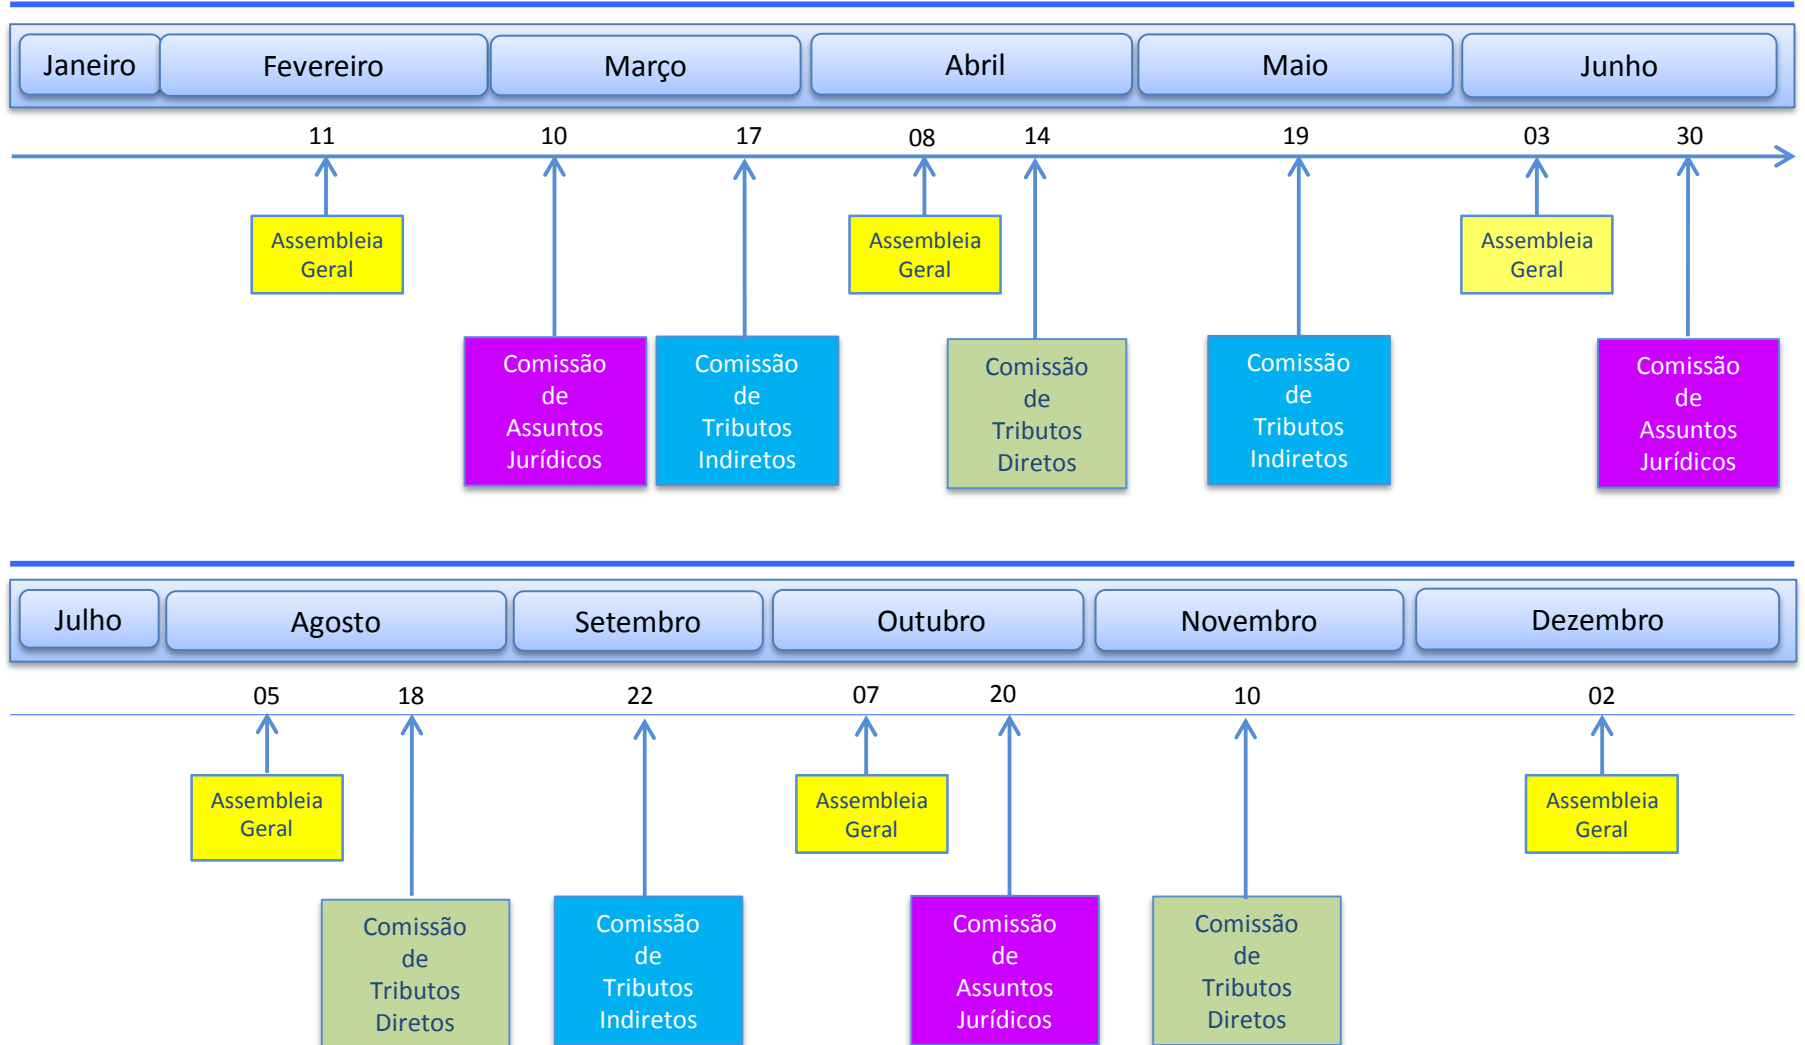 Janeiro
Fevereiro
Março
Abril
Maio
Junho
11
10
17
08
14
19
03
30
Assembleia
Geral
Assembleia
Geral
Assembleia
Geral
Comissão
de
Assuntos
Jurídicos
Comissão
de
Tributos
Indiretos
Comissão
de
Tributos
Diretos
Comissão
de
Tributos
Indiretos
Comissão
de
Assuntos
Jurídicos
Julho
Agosto
Setembro
Outubro
Novembro
Dezembro
05
18
22
07
20
10
02
Assembleia
Geral
Assembleia
Geral
Assembleia
Geral
Comissão
de
Tributos
Diretos
Comissão
de
Tributos
Indiretos
Comissão
de
Assuntos
Jurídicos
Comissão
de
Tributos
Diretos